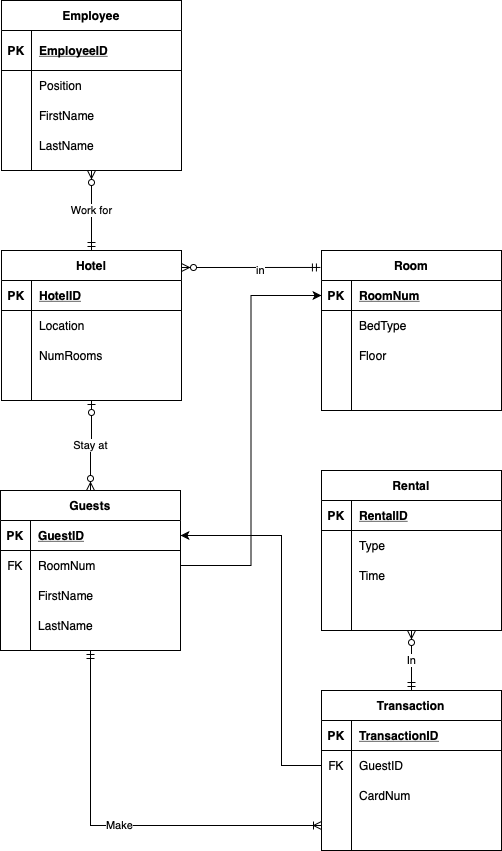 Employee
PK EmployeeID
Position
FirstName
LastName
Work for
Hotel
PK HotelID
Location
NumRooms
in
Room
PK RoomNum
BedType
Floor
Stay at
Guests
PK GuestID
FK RoomNum
FirstName
LastName
Rental
PK RentalID
Type
Time
In
Transaction
PK TransactionID
FK GuestID
CardNum
Make